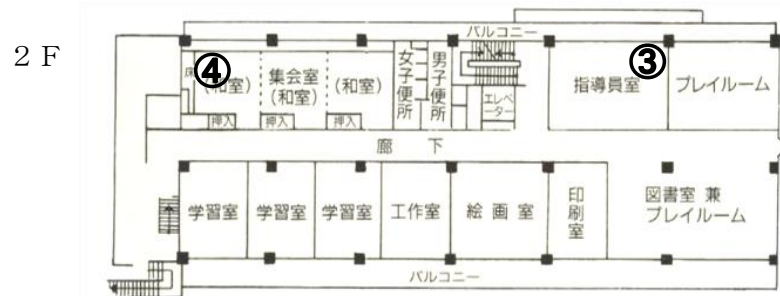 ２Ｆ
バルコニー
床
④
(和室)
集会室
(和室)
(和室)
押入
押入
押入
女子便所
男子便所
エレベ
ーター
③
指導員室
プレイルーム
廊 下
学習室
学習室
学習室
工作室
絵 画 室
印刷室
図書室 兼
プレイルーム
バルコニー